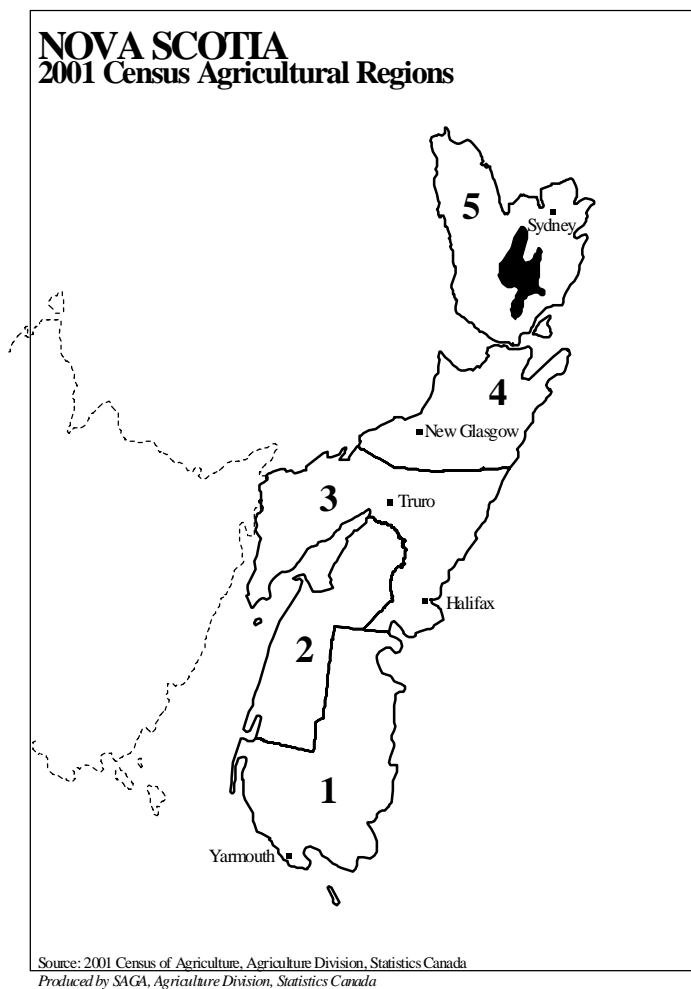 NOVA SCOTIA
2001 Census Agricultural Regions
5
Sydney
4
New Glasgow
3
Truro
Halifax
2
1
Yarmouth
Source: 2001 Census of Agriculture, Agriculture Division, Statistics Canada
Produced by SAGA, Agriculture Division, Statistics Canada